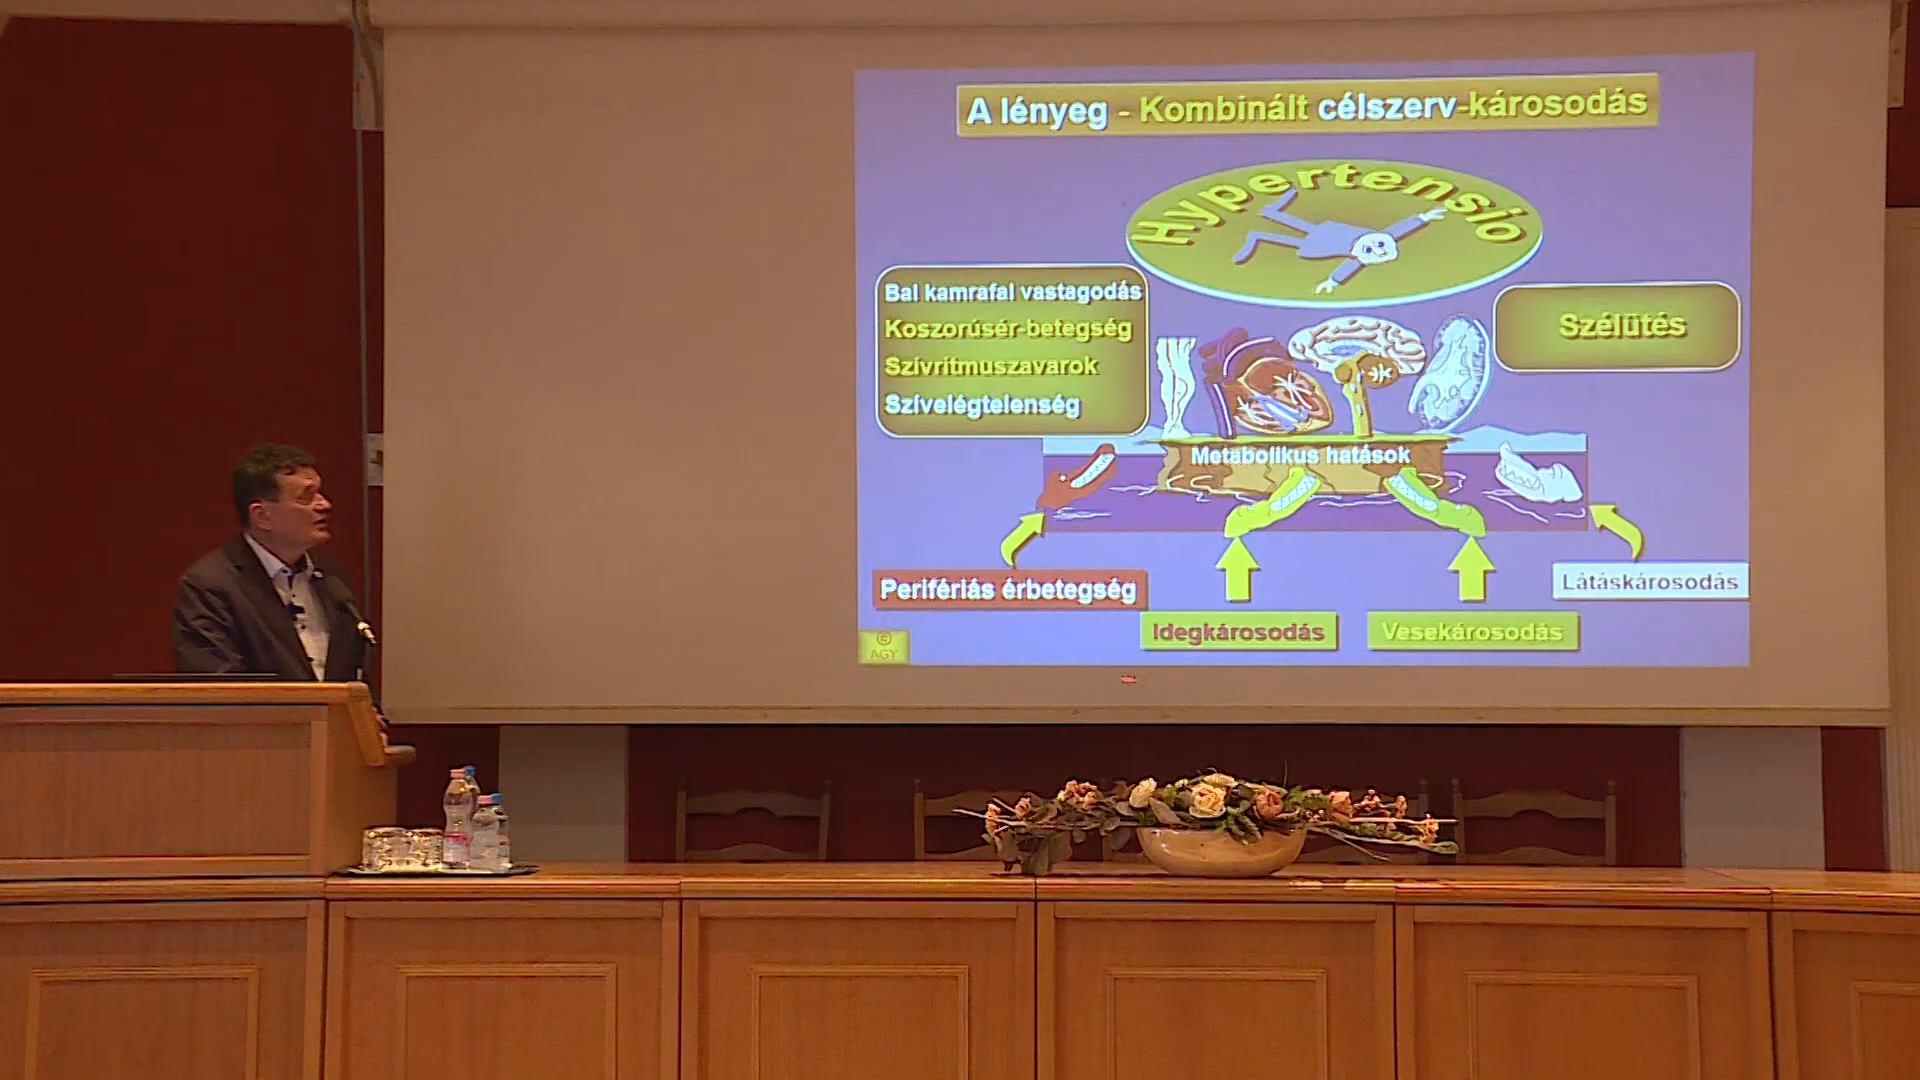 A lényeg - Kombinált célszerv-károsodás
Hypertensio
Bal kamrafal vastagodás
Koszorúsér-betegség
Szívritmuszavarok
Szívelégtelenség
Szélütés
Metabolikus hatások
Perifériás érbetegség
Látáskárosodás
Idegkárosodás
Vesekárosodás
©
AGY